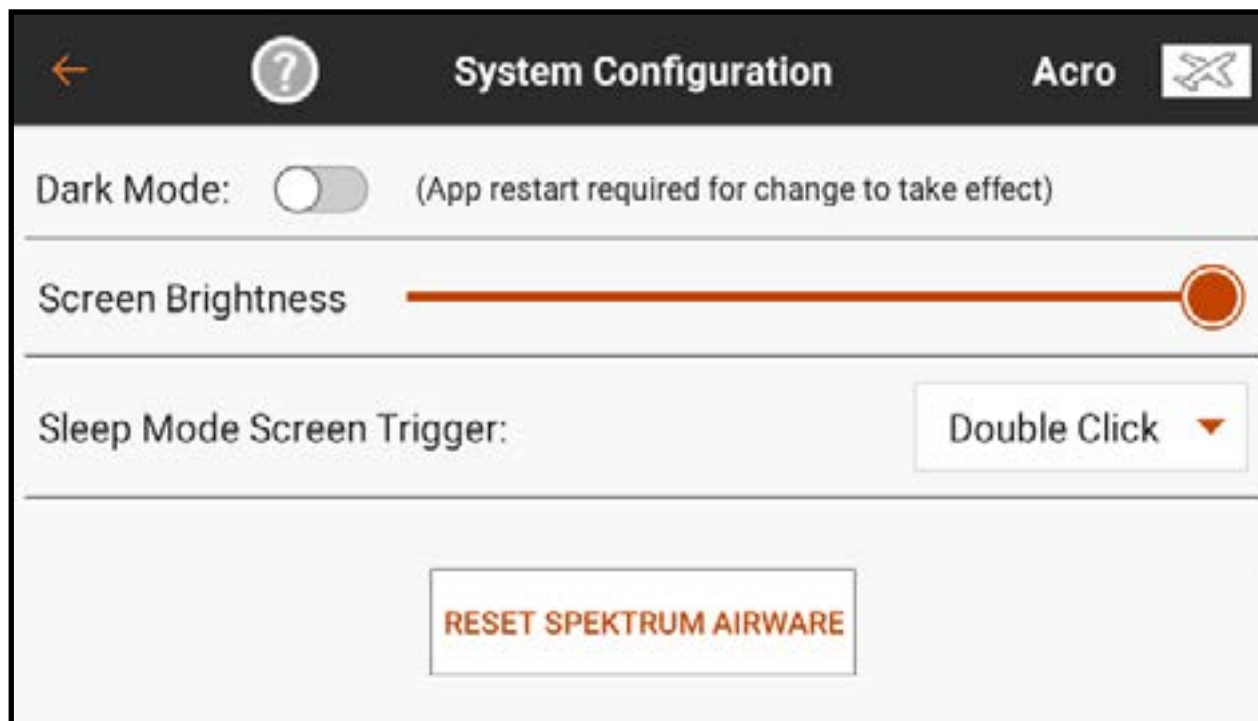 ? System Configuration Acro
Dark Mode: (App restart required for change to take effect)
Screen Brightness
Sleep Mode Screen Trigger: Double Click
RESET SPEKTRUM AIRWARE